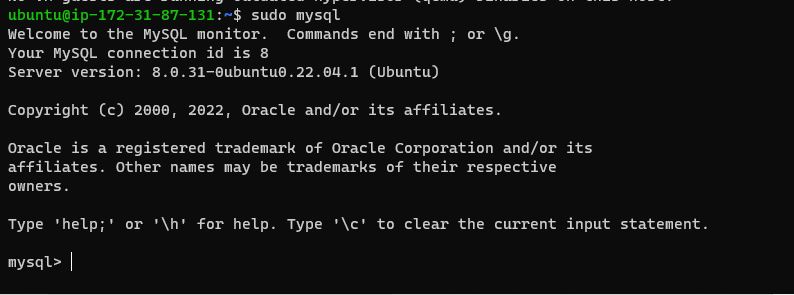 ubuntu@ip-172-31-87-131:~$ sudo mysql
Welcome to the MySQL monitor.  Commands end with ; or \g.
Your MySQL connection id is 8
Server version: 8.0.31-0ubuntu0.22.04.1 (Ubuntu)
Copyright (c) 2000, 2022, Oracle and/or its affiliates.
Oracle is a registered trademark of Oracle Corporation and/or its
affiliates. Other names may be trademarks of their respective
owners.
Type 'help;' or '\h' for help. Type '\c' to clear the current input statement.
mysql>